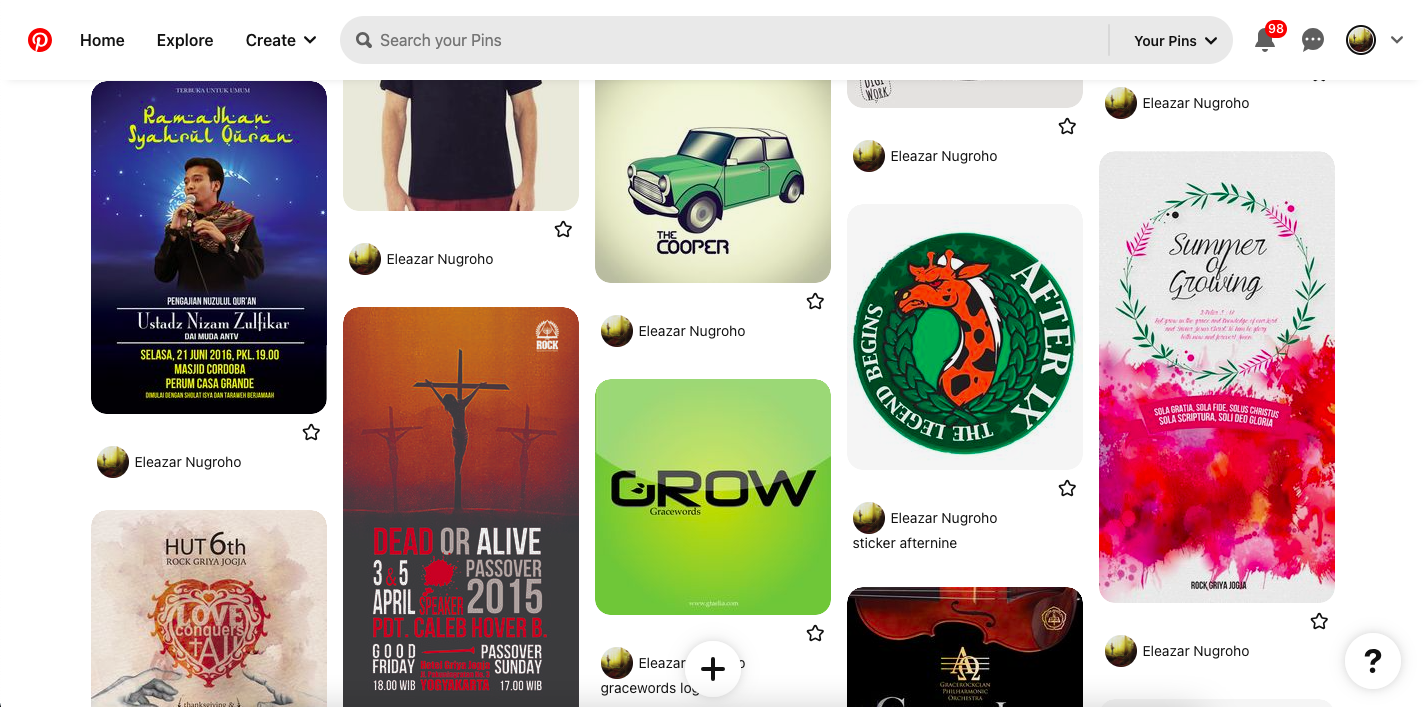 Home
Explore
Create
Search your Pins
Your Pins
98
TERBUKA UNTUK UMUM
Ramadhan
Syahrul Qur'an
PENGAJIAN NUZULUL QUR'AN
Ustadz Nizam Zulfikar
DAI MUDA ANTV
SELASA, 21 JUNI 2016, PKL.19.00
MASJID CORDOBA
PERUM CASA GRANDE
DIMULAI DENGAN SHOLAT ISYA DAN TARAWEH BERJAMAAH
Eleazar Nugroho
HUT 6th
ROCK GRIYA JOGJA
LOVE
conquers
ALL
thanksgiving &
Eleazar Nugroho
ROCK
DEAD OR ALIVE
3 & 5
APRIL
PASSOVER
2015
SPEAKER
PDT. CALEB HOVER B.
GOOD
FRIDAY
18.00 WIB
YOGYAKARTA
PASSOVER
SUNDAY
17.00 WIB
THE
COOPER
Eleazar Nugroho
GROW
Gracewords
Eleazar
gracewords
DIGI
WORK
Eleazar Nugroho
AFTER IX
THE LEGEND BEGINS
Eleazar Nugroho
sticker afternine
GRACEROCKCLAN
PHILHARMONIC
ORCHESTRA
Eleazar Nugroho
Summer
of
Growing
SOLA GRATIA, SOLA FIDE, SOLUS CHRISTUS
SOLA SCRIPTURA, SOLI DEO GLORIA
ROCK GRIYA JOGJA
Eleazar Nugroho
?